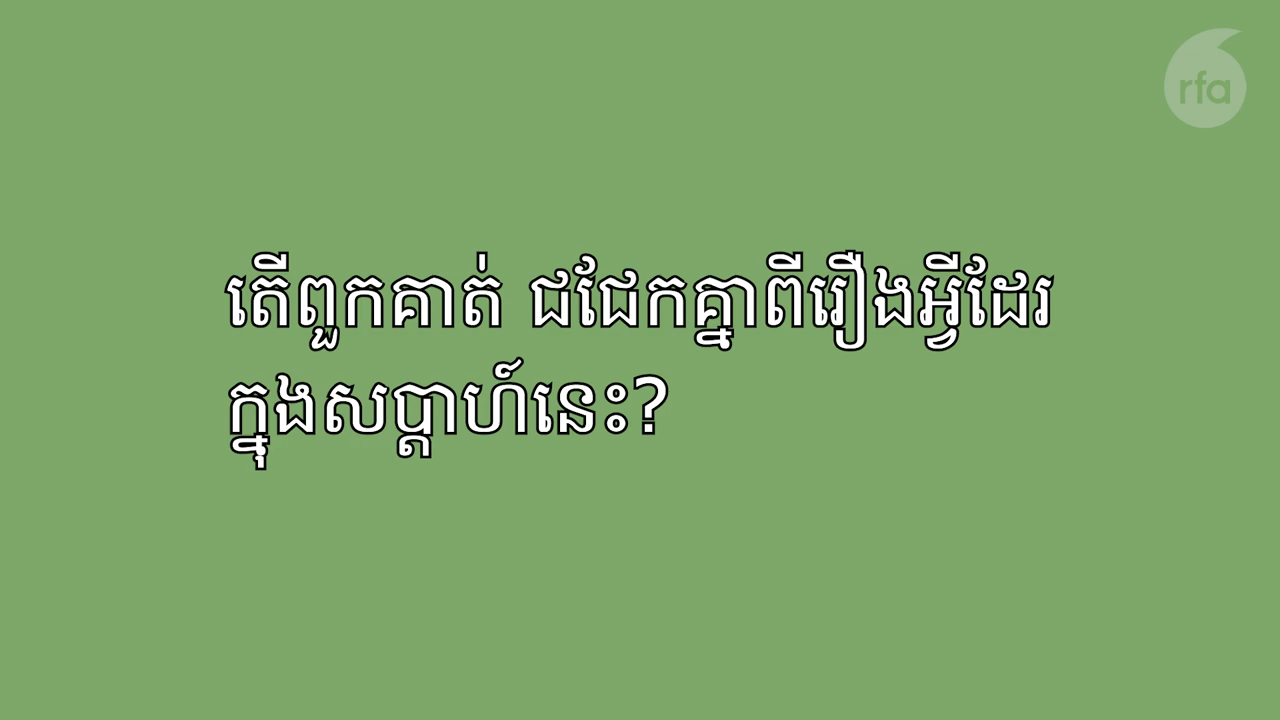 rfa
តើពួកគាត់ ជជែកគ្នាពីរឿងអ្វីដែរ
ក្នុងសប្តាហ៍នេះ?